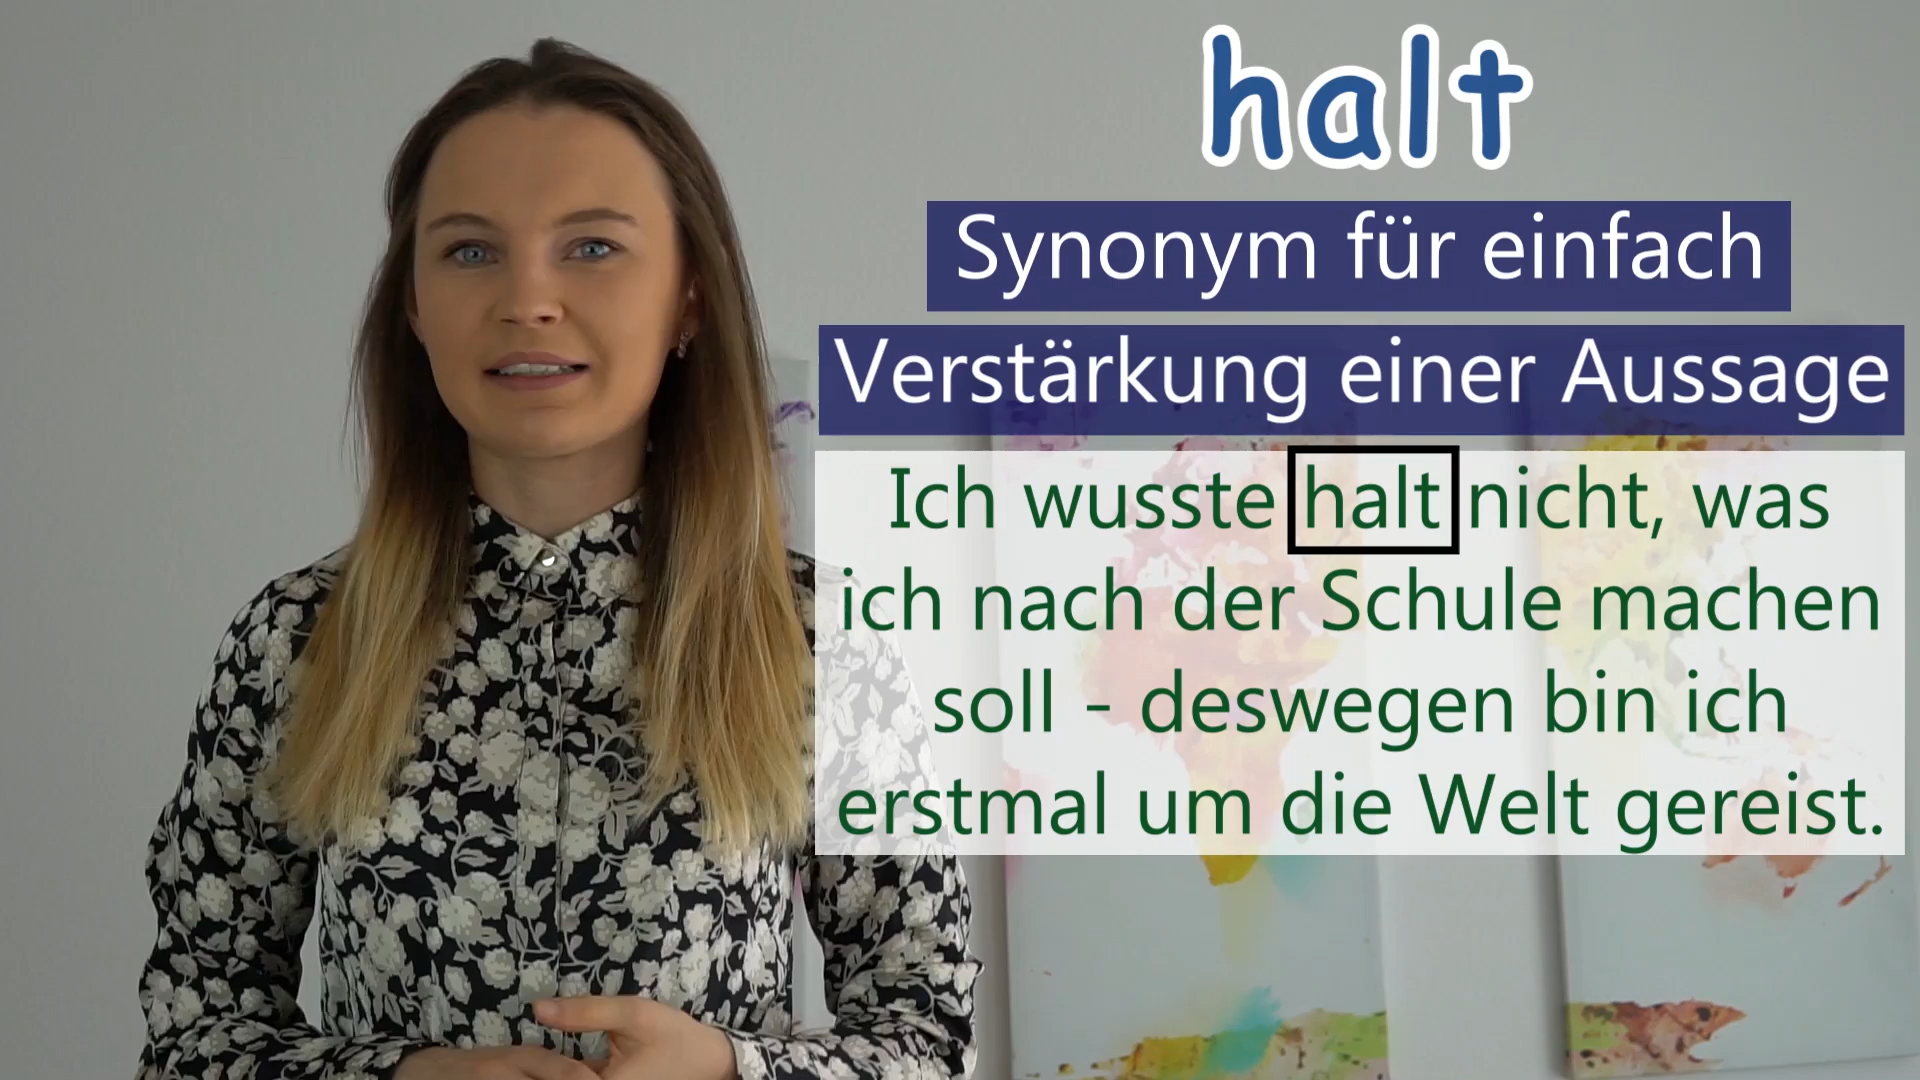 halt
Synonym für einfach
Verstärkung einer Aussage
Ich wusste halt nicht, was
ich nach der Schule machen
soll - deswegen bin ich
erstmal um die Welt gereist.